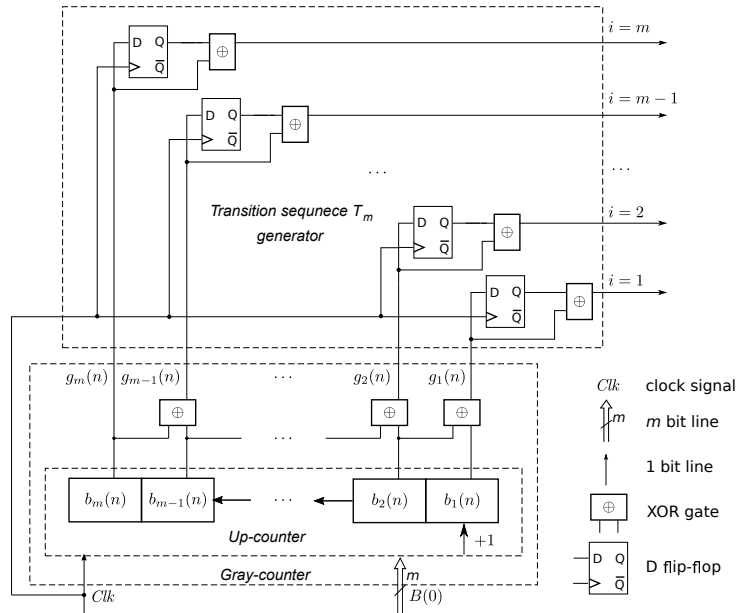 i = m
D Q
Q̅
⊕
i = m − 1
D Q
Q̅
⊕
... ...
Transition sequnece T_m
generator
i = 2
D Q
Q̅
⊕
i = 1
D Q
Q̅
⊕
g_m(n) g_{m−1}(n) ... g_2(n) g_1(n)
⊕ ⊕ ⊕
...
b_m(n) b_{m−1}(n) ... b_2(n) b_1(n)
Up-counter +1
Gray-counter
Clk m B(0)
Clk clock signal
m m bit line
1 bit line
⊕ XOR gate
D Q
Q̅
D flip-flop